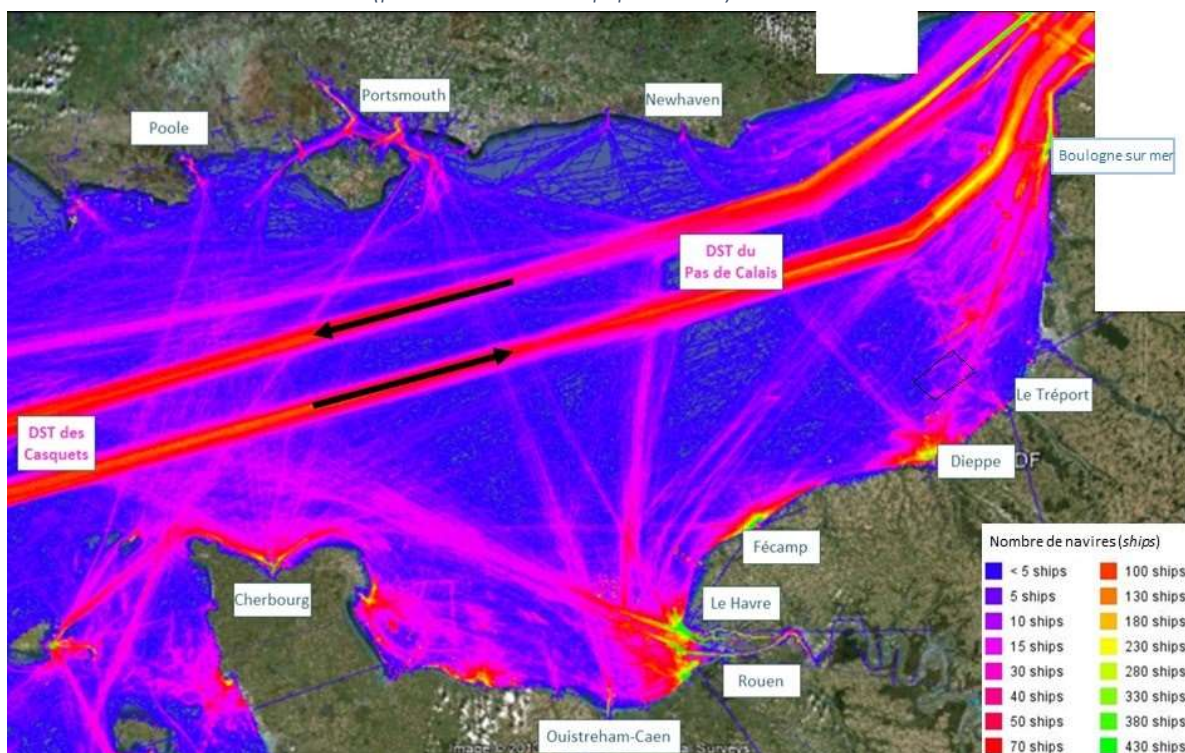 Portsmouth
Newhaven
Poole
Boulogne sur mer
DST du
Pas de Calais
DST des
Casquets
Le Tréport
Dieppe
Fécamp
Cherbourg
Le Havre
Rouen
Ouistreham-Caen
Nombre de navires (ships)
< 5 ships
5 ships
10 ships
15 ships
30 ships
40 ships
50 ships
70 ships
100 ships
130 ships
180 ships
230 ships
280 ships
330 ships
380 ships
430 ships